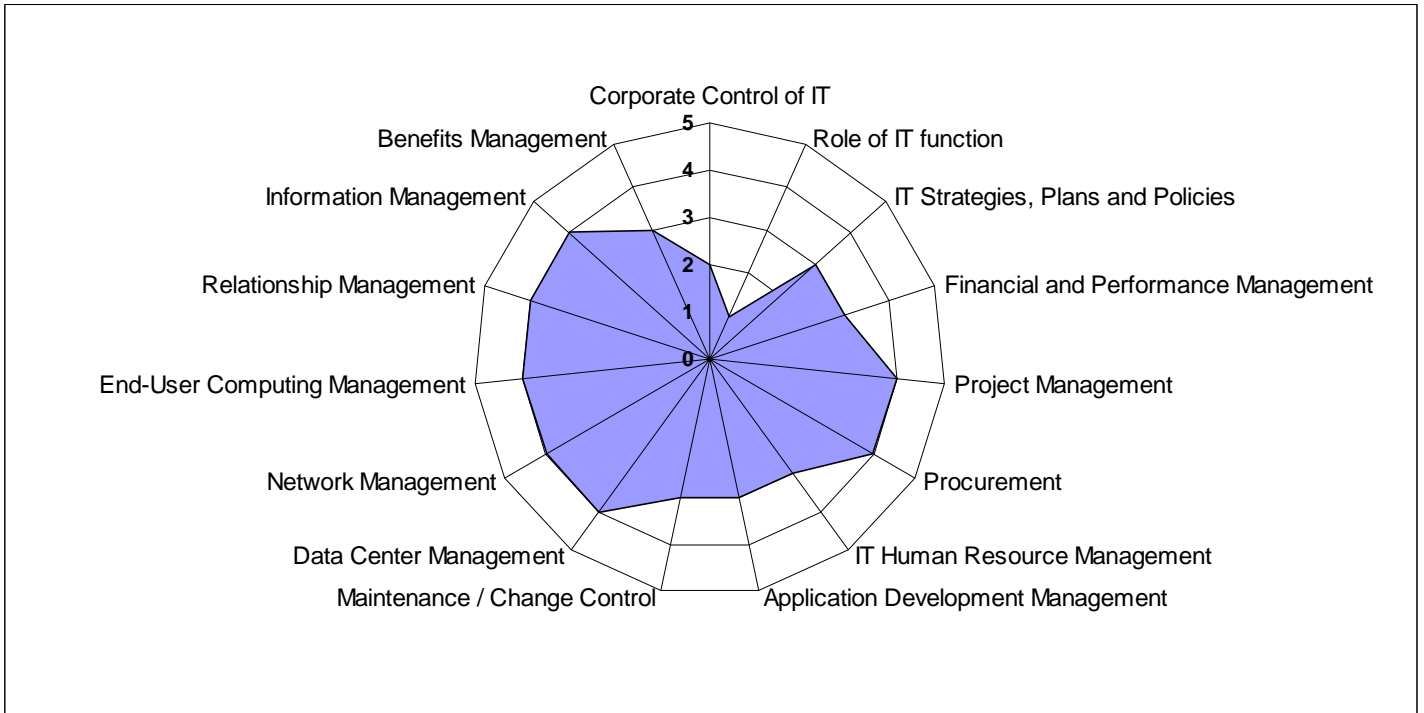 Corporate Control of IT
Role of IT function
IT Strategies, Plans and Policies
Financial and Performance Management
Project Management
Procurement
IT Human Resource Management
Application Development Management
Maintenance / Change Control
Data Center Management
Network Management
End-User Computing Management
Relationship Management
Information Management
Benefits Management
5
4
3
2
1
0